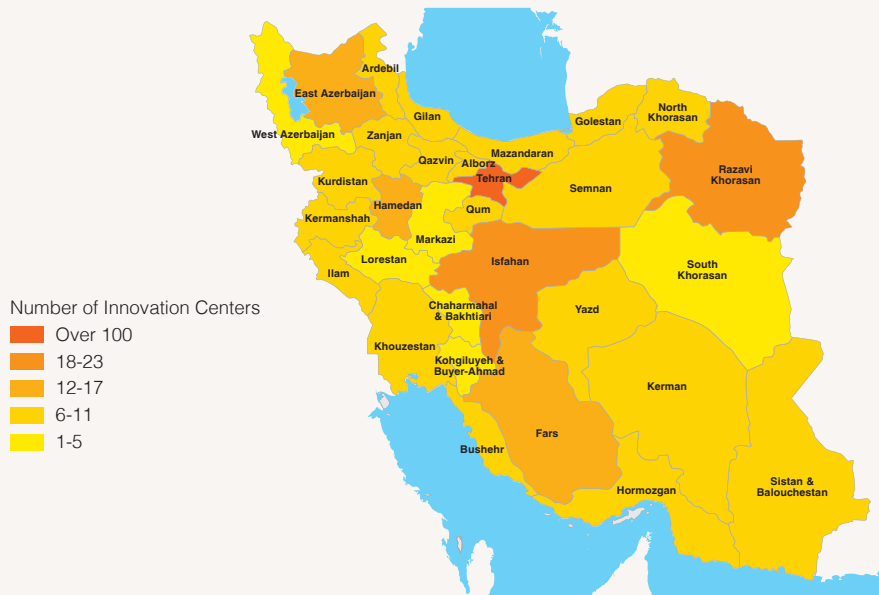 Ardebil
East Azerbaijan
North
Khorasan
Gilan
Golestan
West Azerbaijan
Zanjan
Mazandaran
Qazvin
Alborz
Razavi
Khorasan
Tehran
Kurdistan
Semnan
Hamedan
Qum
Kermanshah
Markazi
Lorestan
Isfahan
South
Khorasan
Ilam
Number of Innovation Centers
Over 100
18-23
12-17
6-11
1-5
Chaharmahal
& Bakhtiari
Yazd
Khouzestan
Kohgiluyeh &
Buyer-Ahmad
Kerman
Fars
Bushehr
Hormozgan
Sistan &
Balouchestan